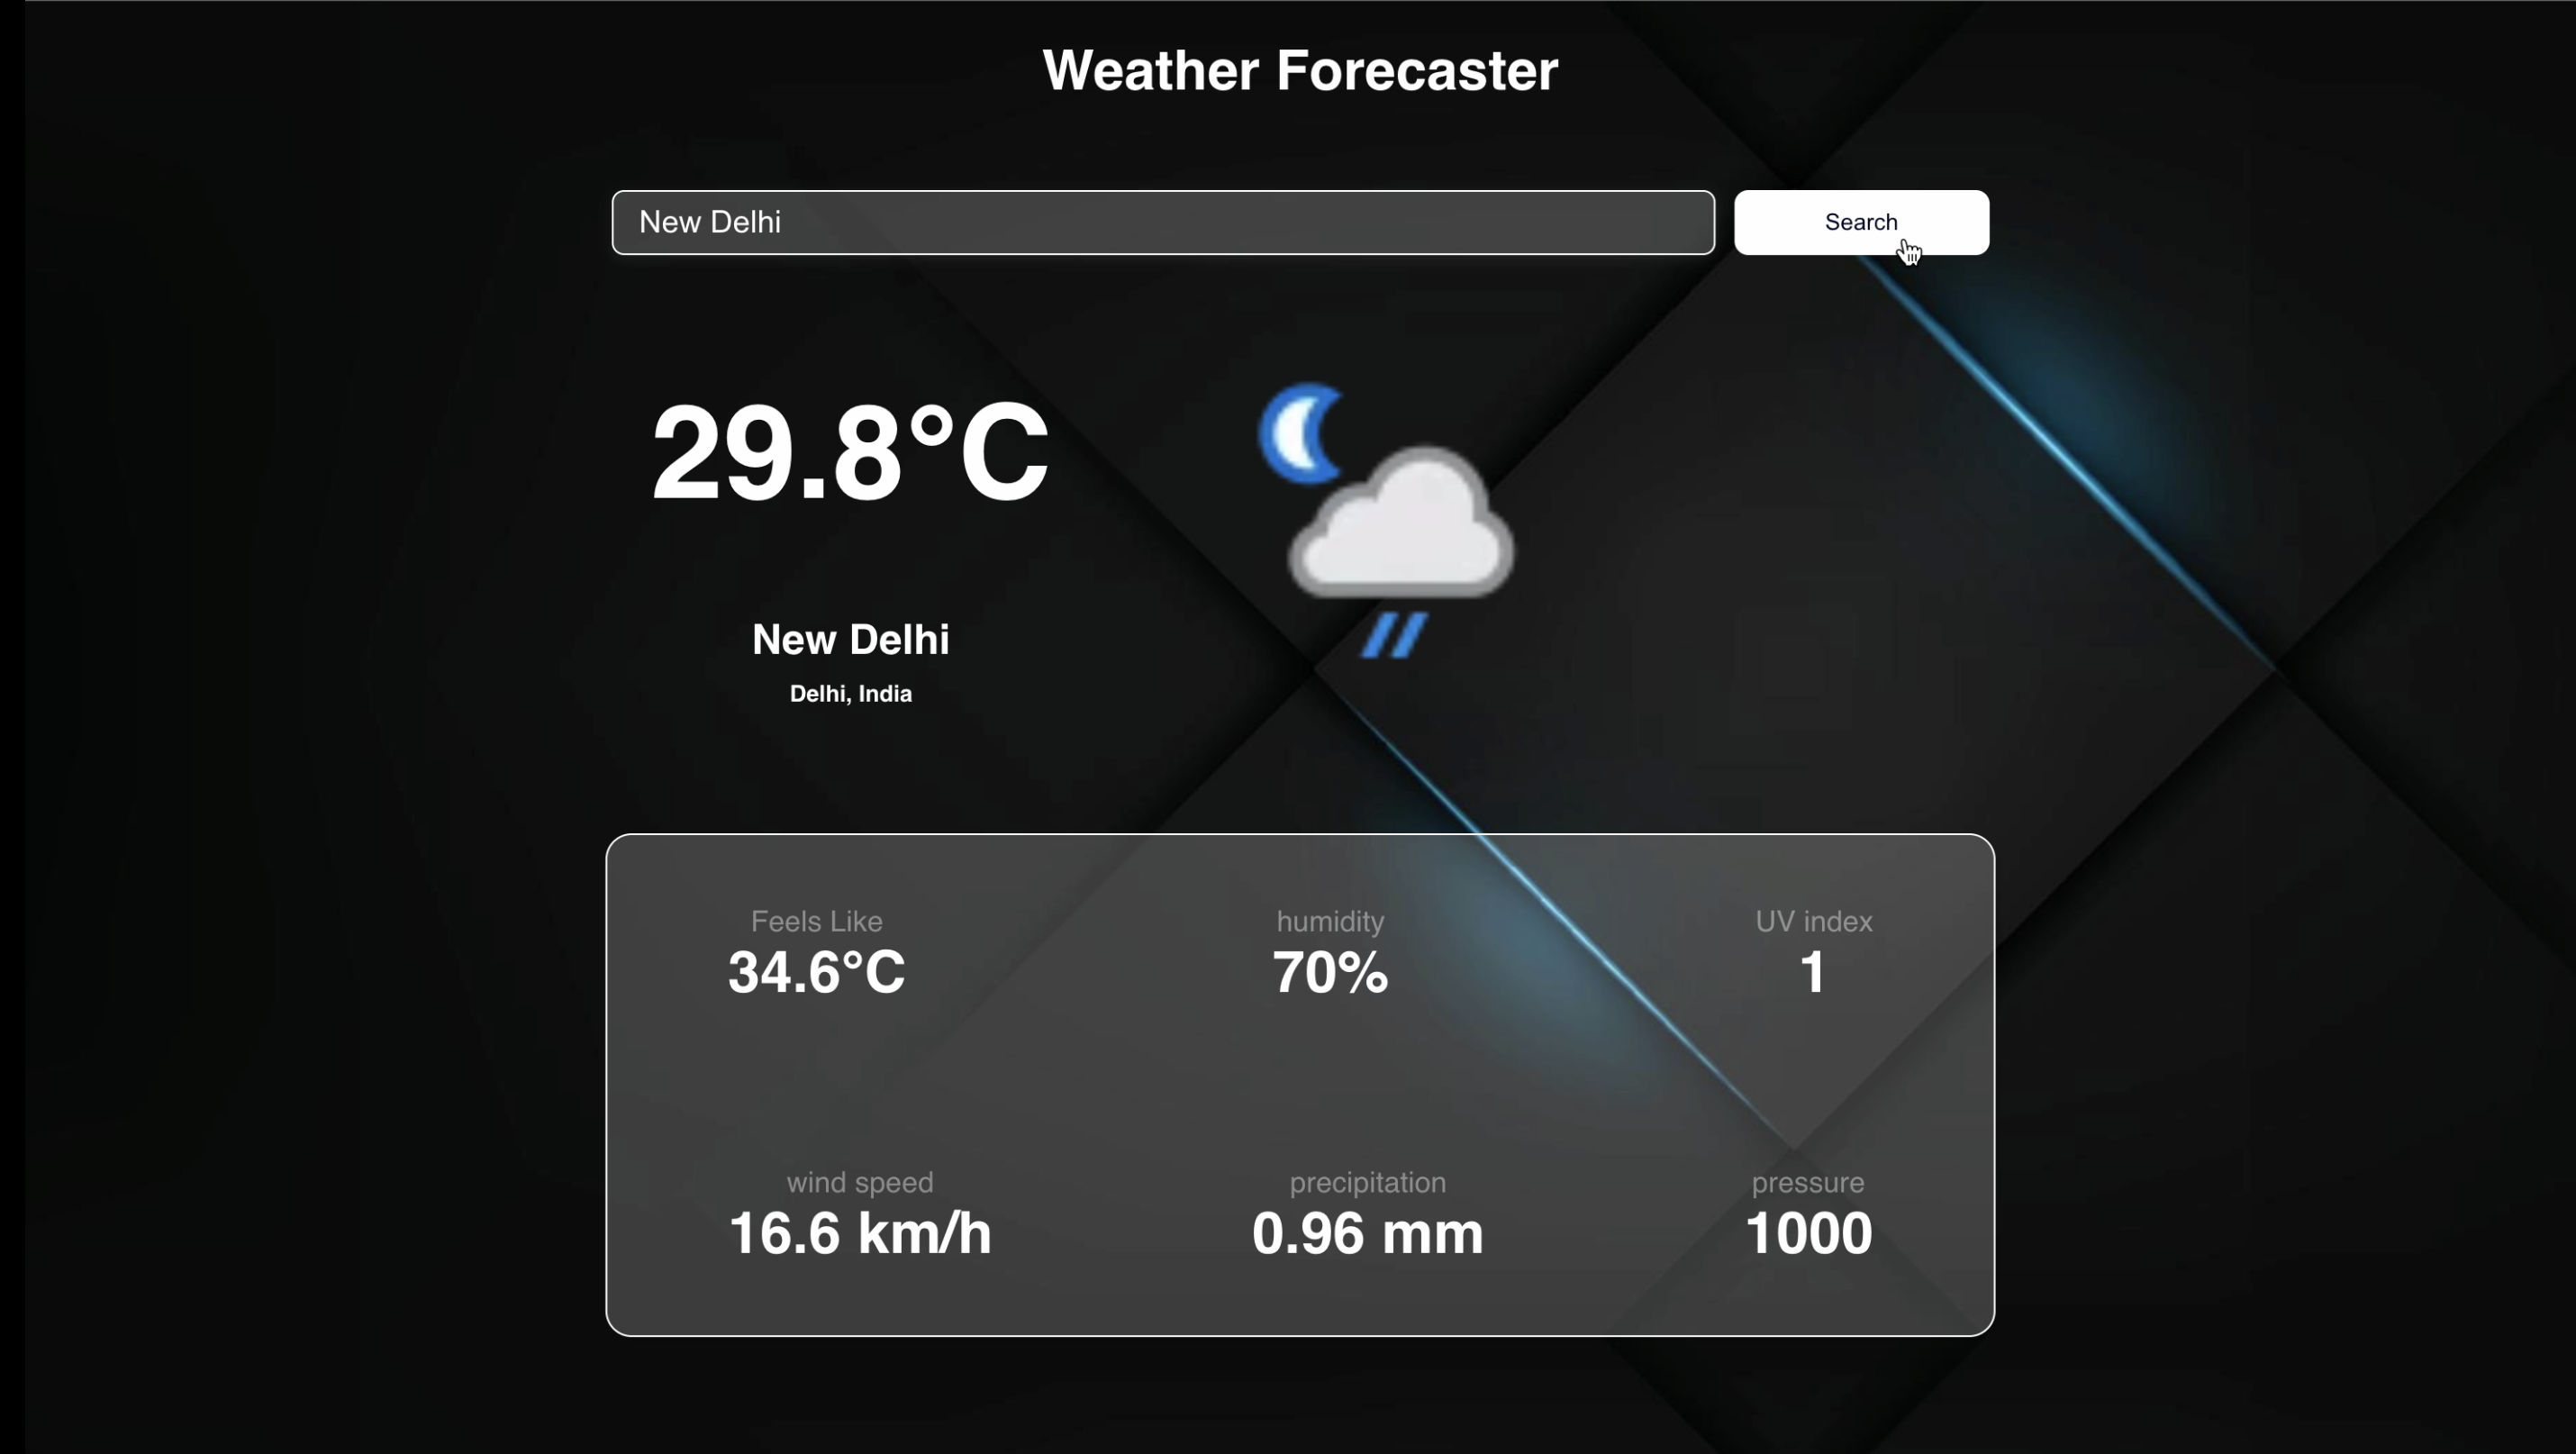 Weather Forecaster
New Delhi
Search
29.8°C
New Delhi
Delhi, India
Feels Like
34.6°C
humidity
70%
UV index
1
wind speed
16.6 km/h
precipitation
0.96 mm
pressure
1000